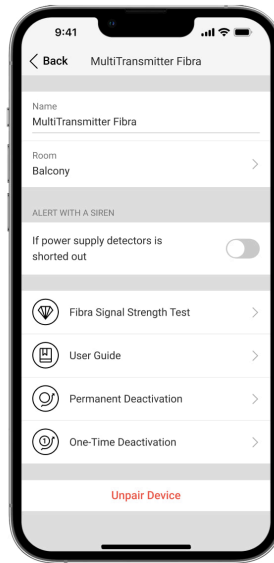 9:41
Back MultiTransmitter Fibra
Name
MultiTransmitter Fibra
Room
Balcony
ALERT WITH A SIREN
If power supply detectors is
shorted out
Fibra Signal Strength Test
User Guide
Permanent Deactivation
1 One-Time Deactivation
Unpair Device